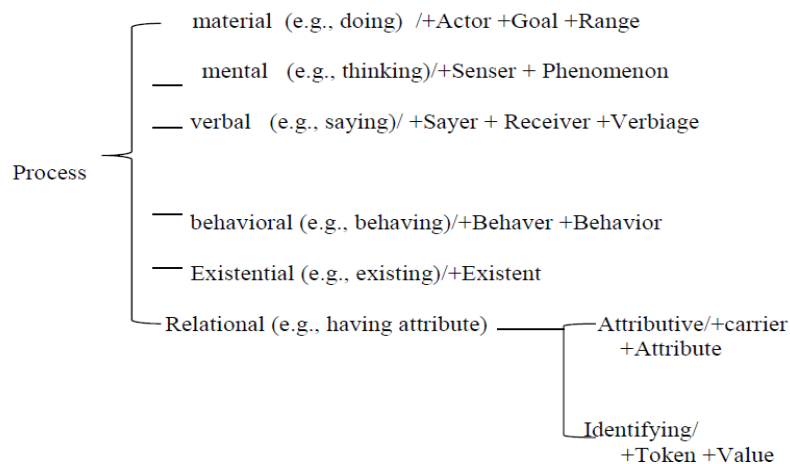 material (e.g., doing) /+Actor +Goal +Range
mental (e.g., thinking)/+Senser + Phenomenon
verbal (e.g., saying)/ +Sayer + Receiver +Verbiage
Process
behavioral (e.g., behaving)/+Behaver +Behavior
Existential (e.g., existing)/+Existent
Relational (e.g., having attribute)
Attributive/+carrier
+Attribute
Identifying/
+Token +Value